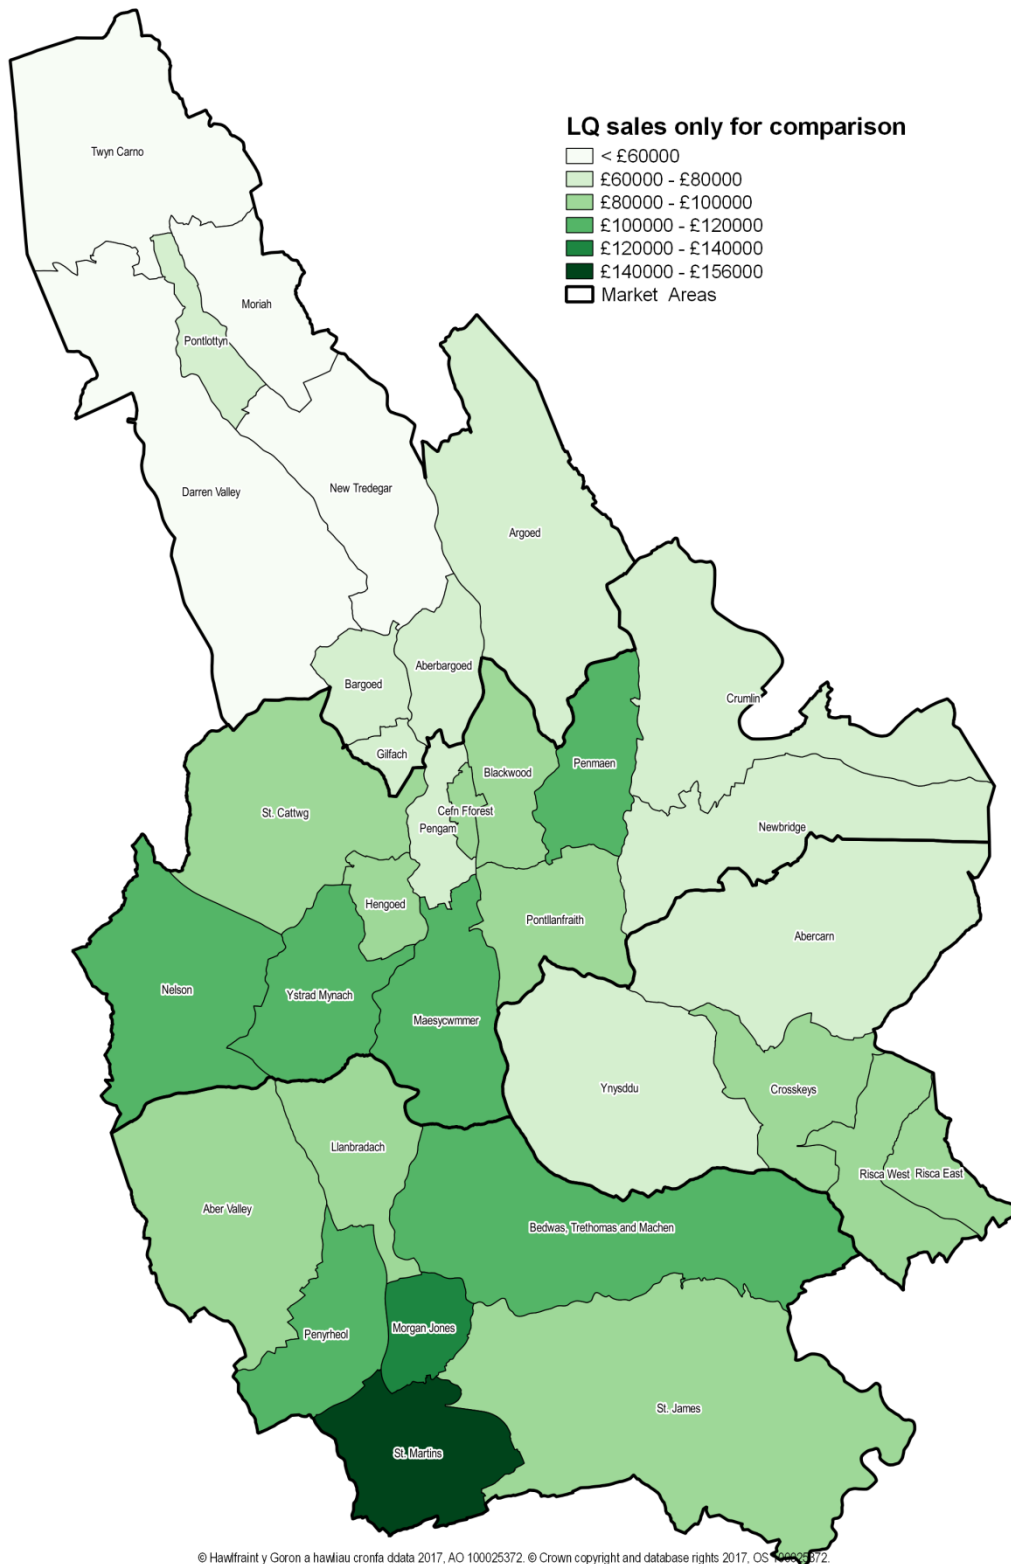 LQ sales only for comparison
< £60000
£60000 - £80000
£80000 - £100000
£100000 - £120000
£120000 - £140000
£140000 - £156000
Market Areas
Twyn Carno
Moriah
Pontlottyn
Darren Valley
New Tredegar
Argoed
Aberbargoed
Bargoed
Crumlin
Gilfach
Blackwood
Penmaen
St. Cattwg
Cefn Fforest
Pengam
Newbridge
Hengoed
Pontllanfraith
Abercarn
Nelson
Ystrad Mynach
Maesycwmmer
Ynysddu
Crosskeys
Llanbradach
Risca West
Risca East
Aber Valley
Bedwas, Trethomas and Machen
Penyrheol
Morgan Jones
St. James
St. Martins
© Hawlfraint y Goron a hawliau cronfa ddata 2017, AO 100025372. © Crown copyright and database rights 2017, OS 100025372.